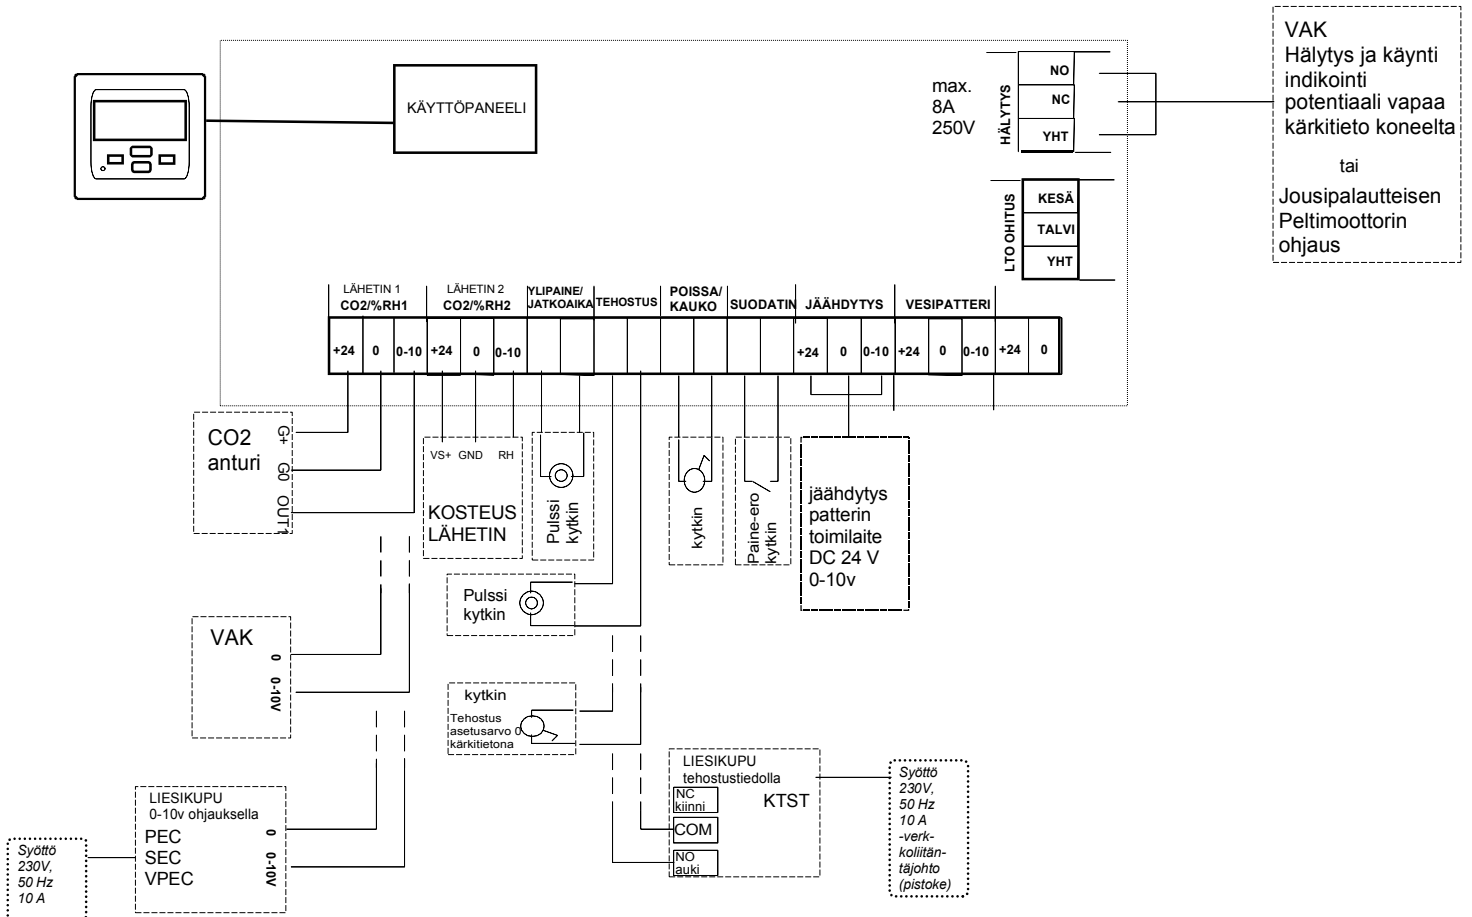 KÄYTTÖPANEELI
max.
8A
250V
HÄLYTYS
NO
NC
YHT
VAK
Hälytys ja käynti
indikointi
potentiaali vapaa
kärkitieto koneelta
tai
Jousipalautteisen
Peltimoottorin
ohjaus
LTO OHITUS
KESÄ
TALVI
YHT
LÄHETIN 1
CO2/%RH1
LÄHETIN 2
CO2/%RH2
YLIPAINE/
JATKOAIKA
TEHOSTUS
POISSA/
KAUKO
SUODATIN
JÄÄHDYTYS
VESIPATTERI
+24 0 0-10 +24 0 0-10 +24 0 0-10 +24 0 0-10 +24 0
CO2
anturi
G+
G0
OUT1
VS+ GND RH
KOSTEUS
LÄHETIN
Pulssi
kytkin
kytkin
Paine-ero
kytkin
jäähdytys
patterin
toimilaite
DC 24 V
0-10v
Pulssi
kytkin
VAK
0
0-10V
kytkin
Tehostus
asetusarvo 0
kärkitietona
LIESIKUPU
tehostustiedolla
KTST
NC
kiinni
COM
NO
auki
Syöttö
230V,
50 Hz
10 A
-verk-
koliitän-
täjohto
(pistoke)
LIESIKUPU
0-10v ohjauksella
PEC
SEC
VPEC
0
0-10V
Syöttö
230V,
50 Hz
10 A